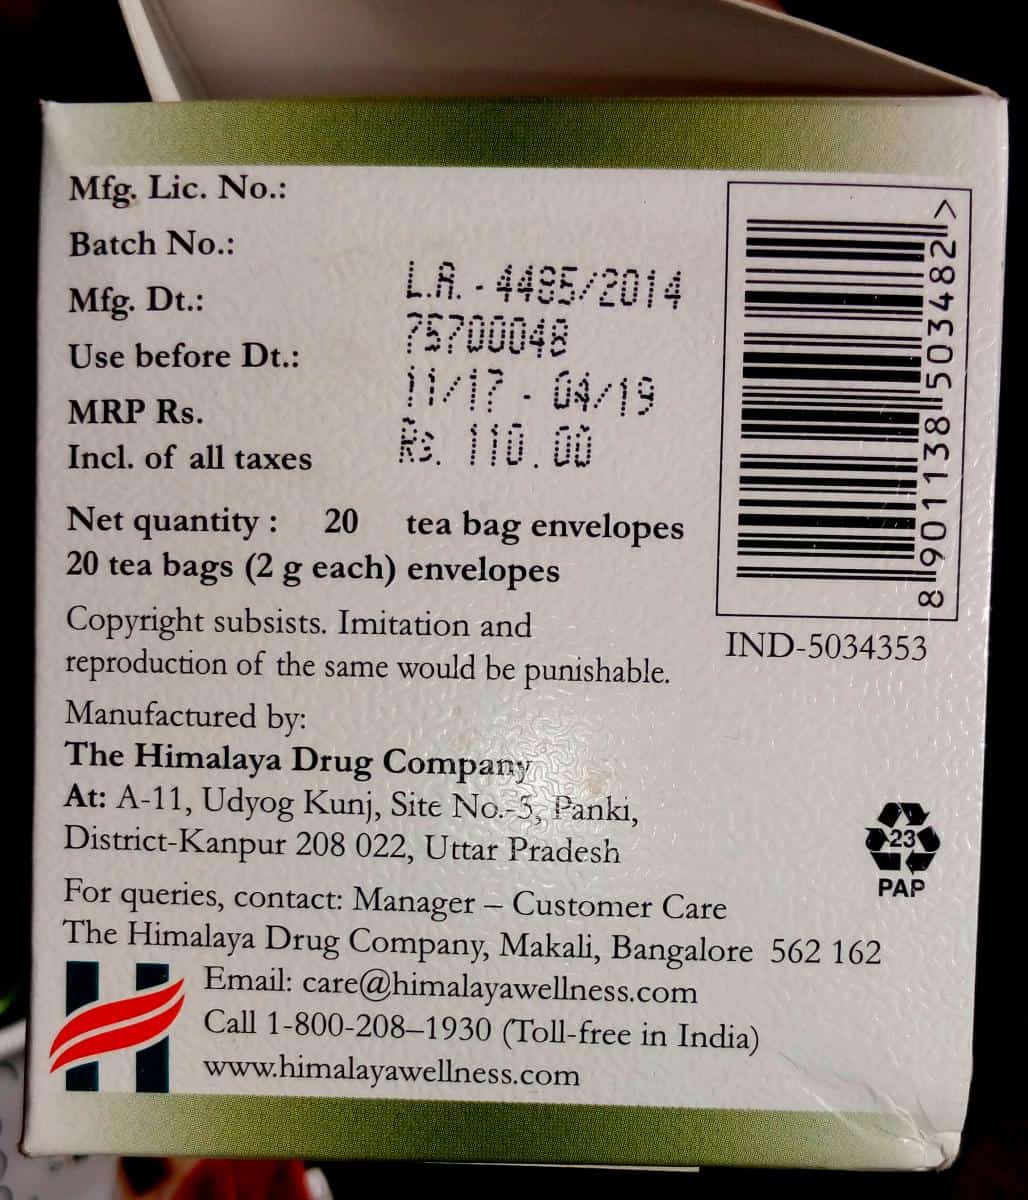 Mfg. Lic. No.:
Batch No.:
Mfg. Dt.:
Use before Dt.:
MRP Rs.
Incl. of all taxes
L.A. - 4485/2014
75700048
11/17 - 04/19
Rs. 110.00
Net quantity : 20 tea bag envelopes
20 tea bags (2 g each) envelopes
Copyright subsists. Imitation and
reproduction of the same would be punishable.
Manufactured by:
The Himalaya Drug Company
At: A-11, Udyog Kunj, Site No.-5, Panki,
District-Kanpur 208 022, Uttar Pradesh
For queries, contact: Manager – Customer Care
The Himalaya Drug Company, Makali, Bangalore 562 162
Email: care@himalayawellness.com
Call 1-800-208–1930 (Toll-free in India)
www.himalayawellness.com
8 901138 503482 >
IND-5034353
23
PAP